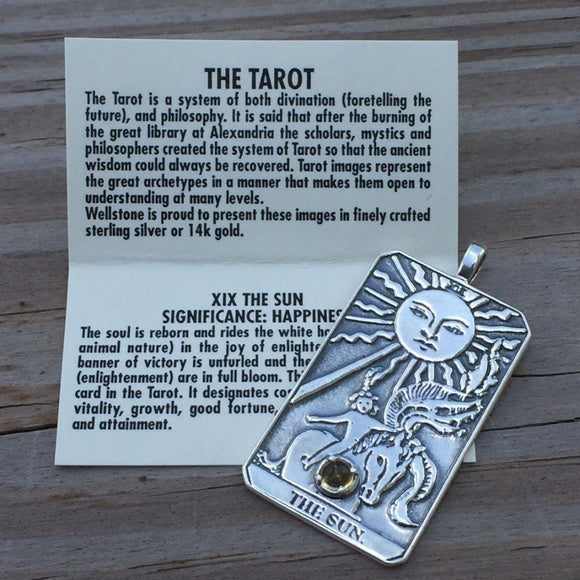 THE TAROT
The Tarot is a system of both divination (foretelling the
future), and philosophy. It is said that after the burning of
the great library at Alexandria the scholars, mystics and
philosophers created the system of Tarot so that the ancient
wisdom could always be recovered. Tarot images represent
the great archetypes in a manner that makes them open to
understanding at many levels.
Wellstone is proud to present these images in finely crafted
sterling silver or 14k gold.
XIX THE SUN
SIGNIFICANCE: HAPPINES
The soul is reborn and rides the white
animal nature) in the joy of
banner of victory is unfurled and the
(enlightenment) are in full bloom.
card in the Tarot. It designates
vitality, growth, good fortune,
and attainment.
THE SUN.